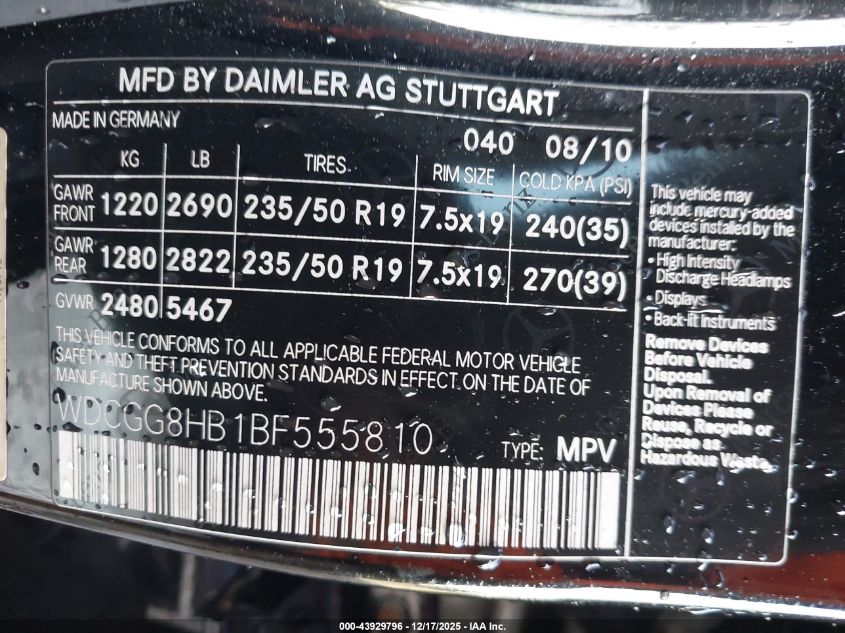 MFD BY DAIMLER AG STUTTGART
MADE IN GERMANY
040 08/10
KG LB TIRES RIM SIZE COLD KPA (PSI)
GAWR FRONT 1220 2690 235/50 R19 7.5x19 240(35)
GAWR REAR 1280 2822 235/50 R19 7.5x19 270(39)
GVWR 2480 5467
THIS VEHICLE CONFORMS TO ALL APPLICABLE FEDERAL MOTOR VEHICLE
SAFETY AND THEFT PREVENTION STANDARDS IN EFFECT ON THE DATE OF
MANUFACTURE SHOWN ABOVE.
WDCGG8HB1BF555810
TYPE: MPV
This vehicle may
include mercury-added
devices installed by the
manufacturer:
• High Intensity
Discharge Headlamps
• Displays
• Back-lit Instruments
Remove Devices
Before Vehicle
Disposal.
Upon Removal of
Devices Please
Reuse, Recycle or
Dispose as
Hazardous Waste.
000-43929796 - 12/17/2025 - IAA Inc.